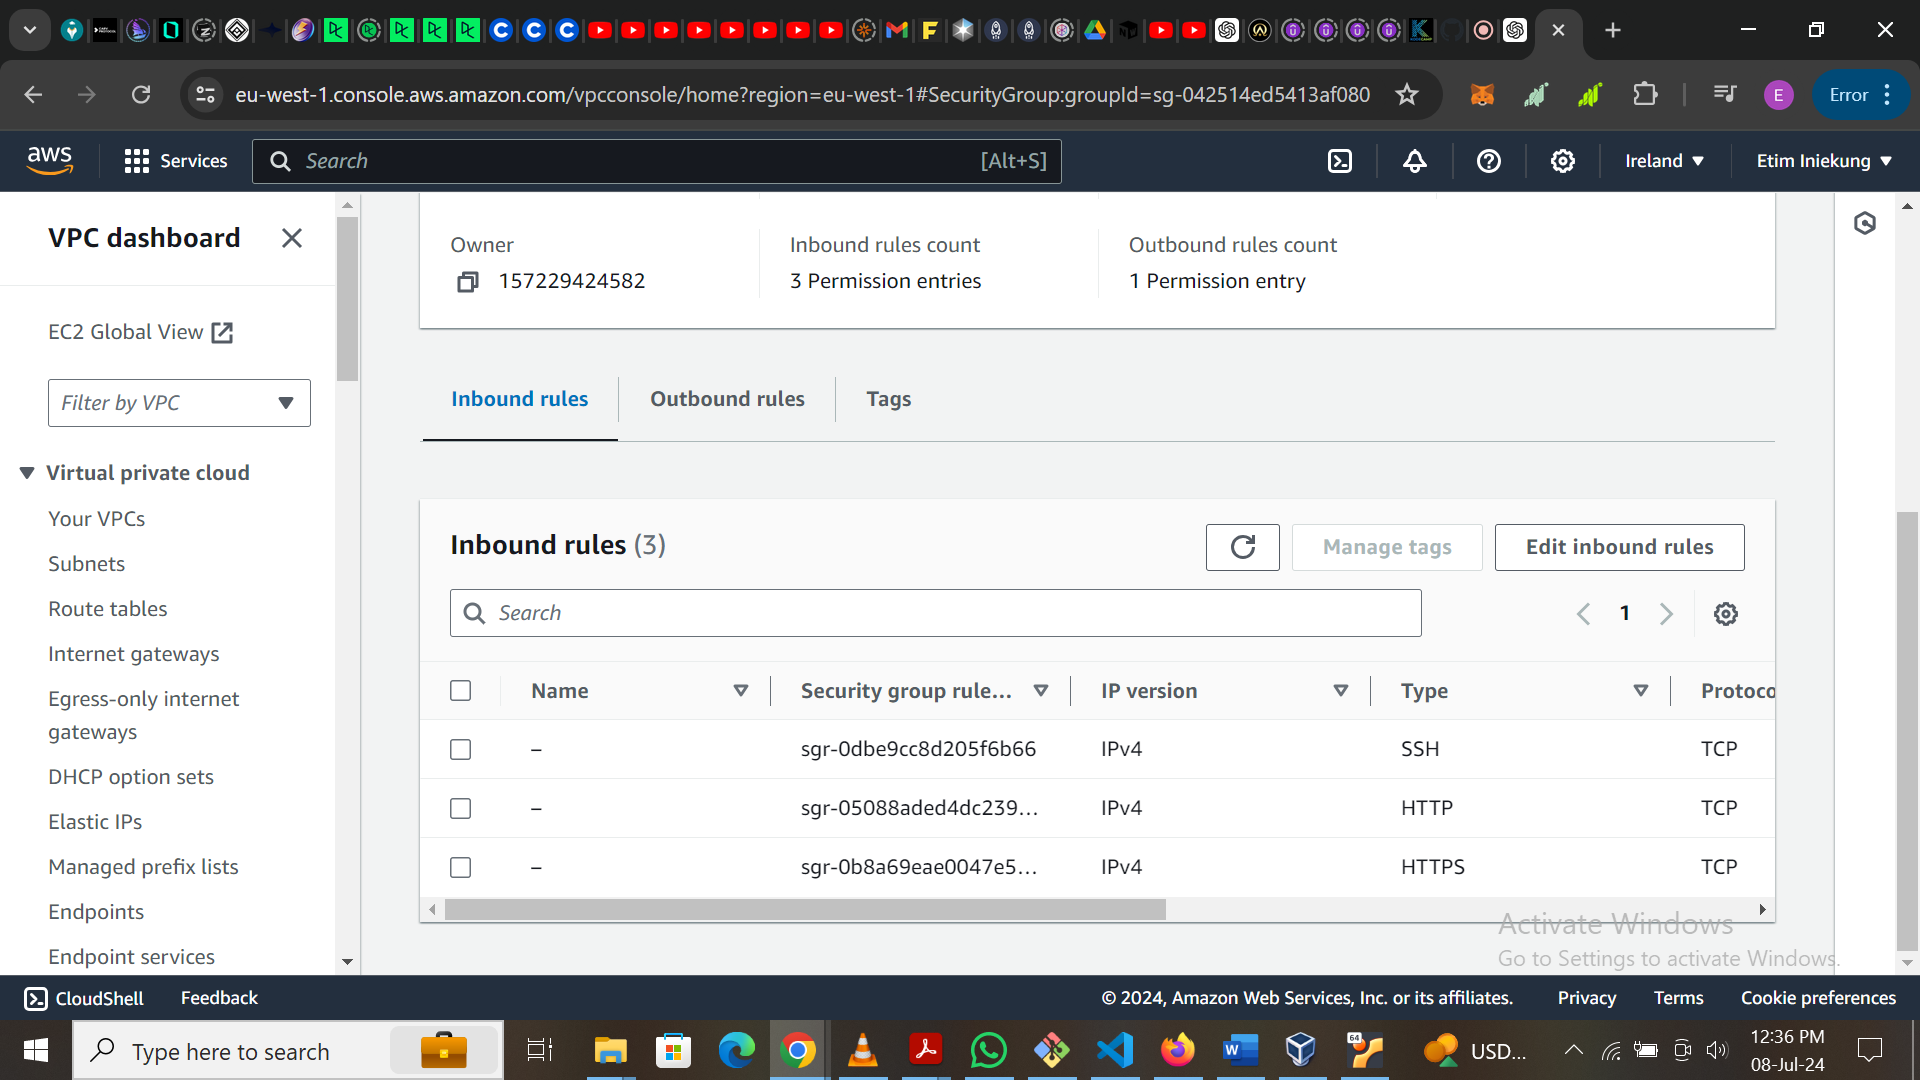 eu-west-1.console.aws.amazon.com/vpcconsole/home?region=eu-west-1#SecurityGroup:groupId=sg-042514ed5413af080
E
Error
aws
Services
Search
[Alt+S]
Ireland
Etim Iniekung
VPC dashboard
EC2 Global View
Filter by VPC
Virtual private cloud
Your VPCs
Subnets
Route tables
Internet gateways
Egress-only internet
gateways
DHCP option sets
Elastic IPs
Managed prefix lists
Endpoints
Endpoint services
Owner
157229424582
Inbound rules count
3 Permission entries
Outbound rules count
1 Permission entry
Inbound rules
Outbound rules
Tags
Inbound rules (3)
Manage tags
Edit inbound rules
Search
1
Name
Security group rule...
IP version
Type
Protoco
– sgr-0dbe9cc8d205f6b66 IPv4 SSH TCP
– sgr-05088aded4dc239... IPv4 HTTP TCP
– sgr-0b8a69eae0047e5... IPv4 HTTPS TCP
Activate Windows
Go to Settings to activate Windows.
CloudShell
Feedback
© 2024, Amazon Web Services, Inc. or its affiliates.
Privacy
Terms
Cookie preferences
Type here to search
USD...
12:36 PM
08-Jul-24